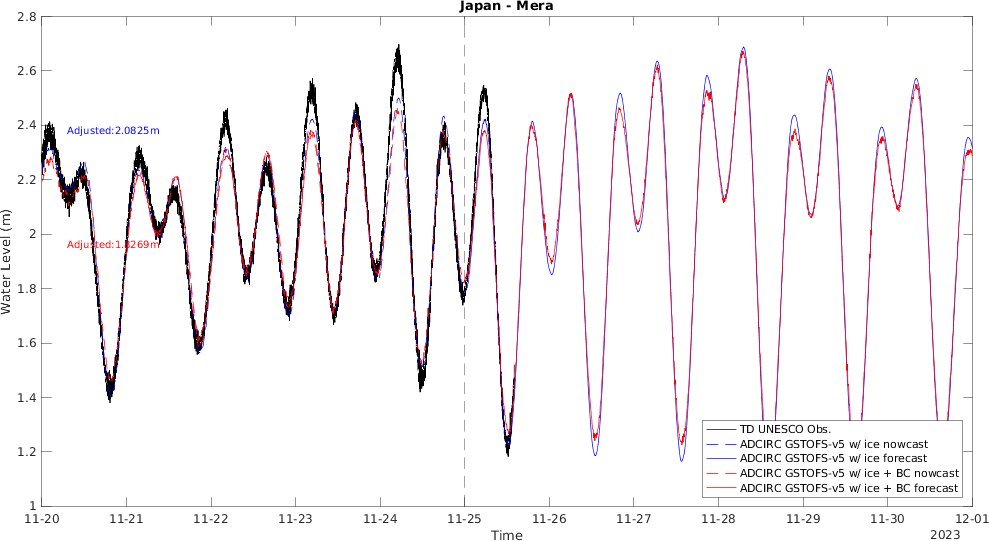 Japan - Mera
2.8
2.6
2.4
2.2
2
1.8
1.6
1.4
1.2
1
Water Level (m)
Adjusted:2.0825m
Adjusted:1.8269m
TD UNESCO Obs.
ADCIRC GSTOFS-v5 w/ ice nowcast
ADCIRC GSTOFS-v5 w/ ice forecast
ADCIRC GSTOFS-v5 w/ ice + BC nowcast
ADCIRC GSTOFS-v5 w/ ice + BC forecast
11-20 11-21 11-22 11-23 11-24 11-25 11-26 11-27 11-28 11-29 11-30 12-01
Time
2023